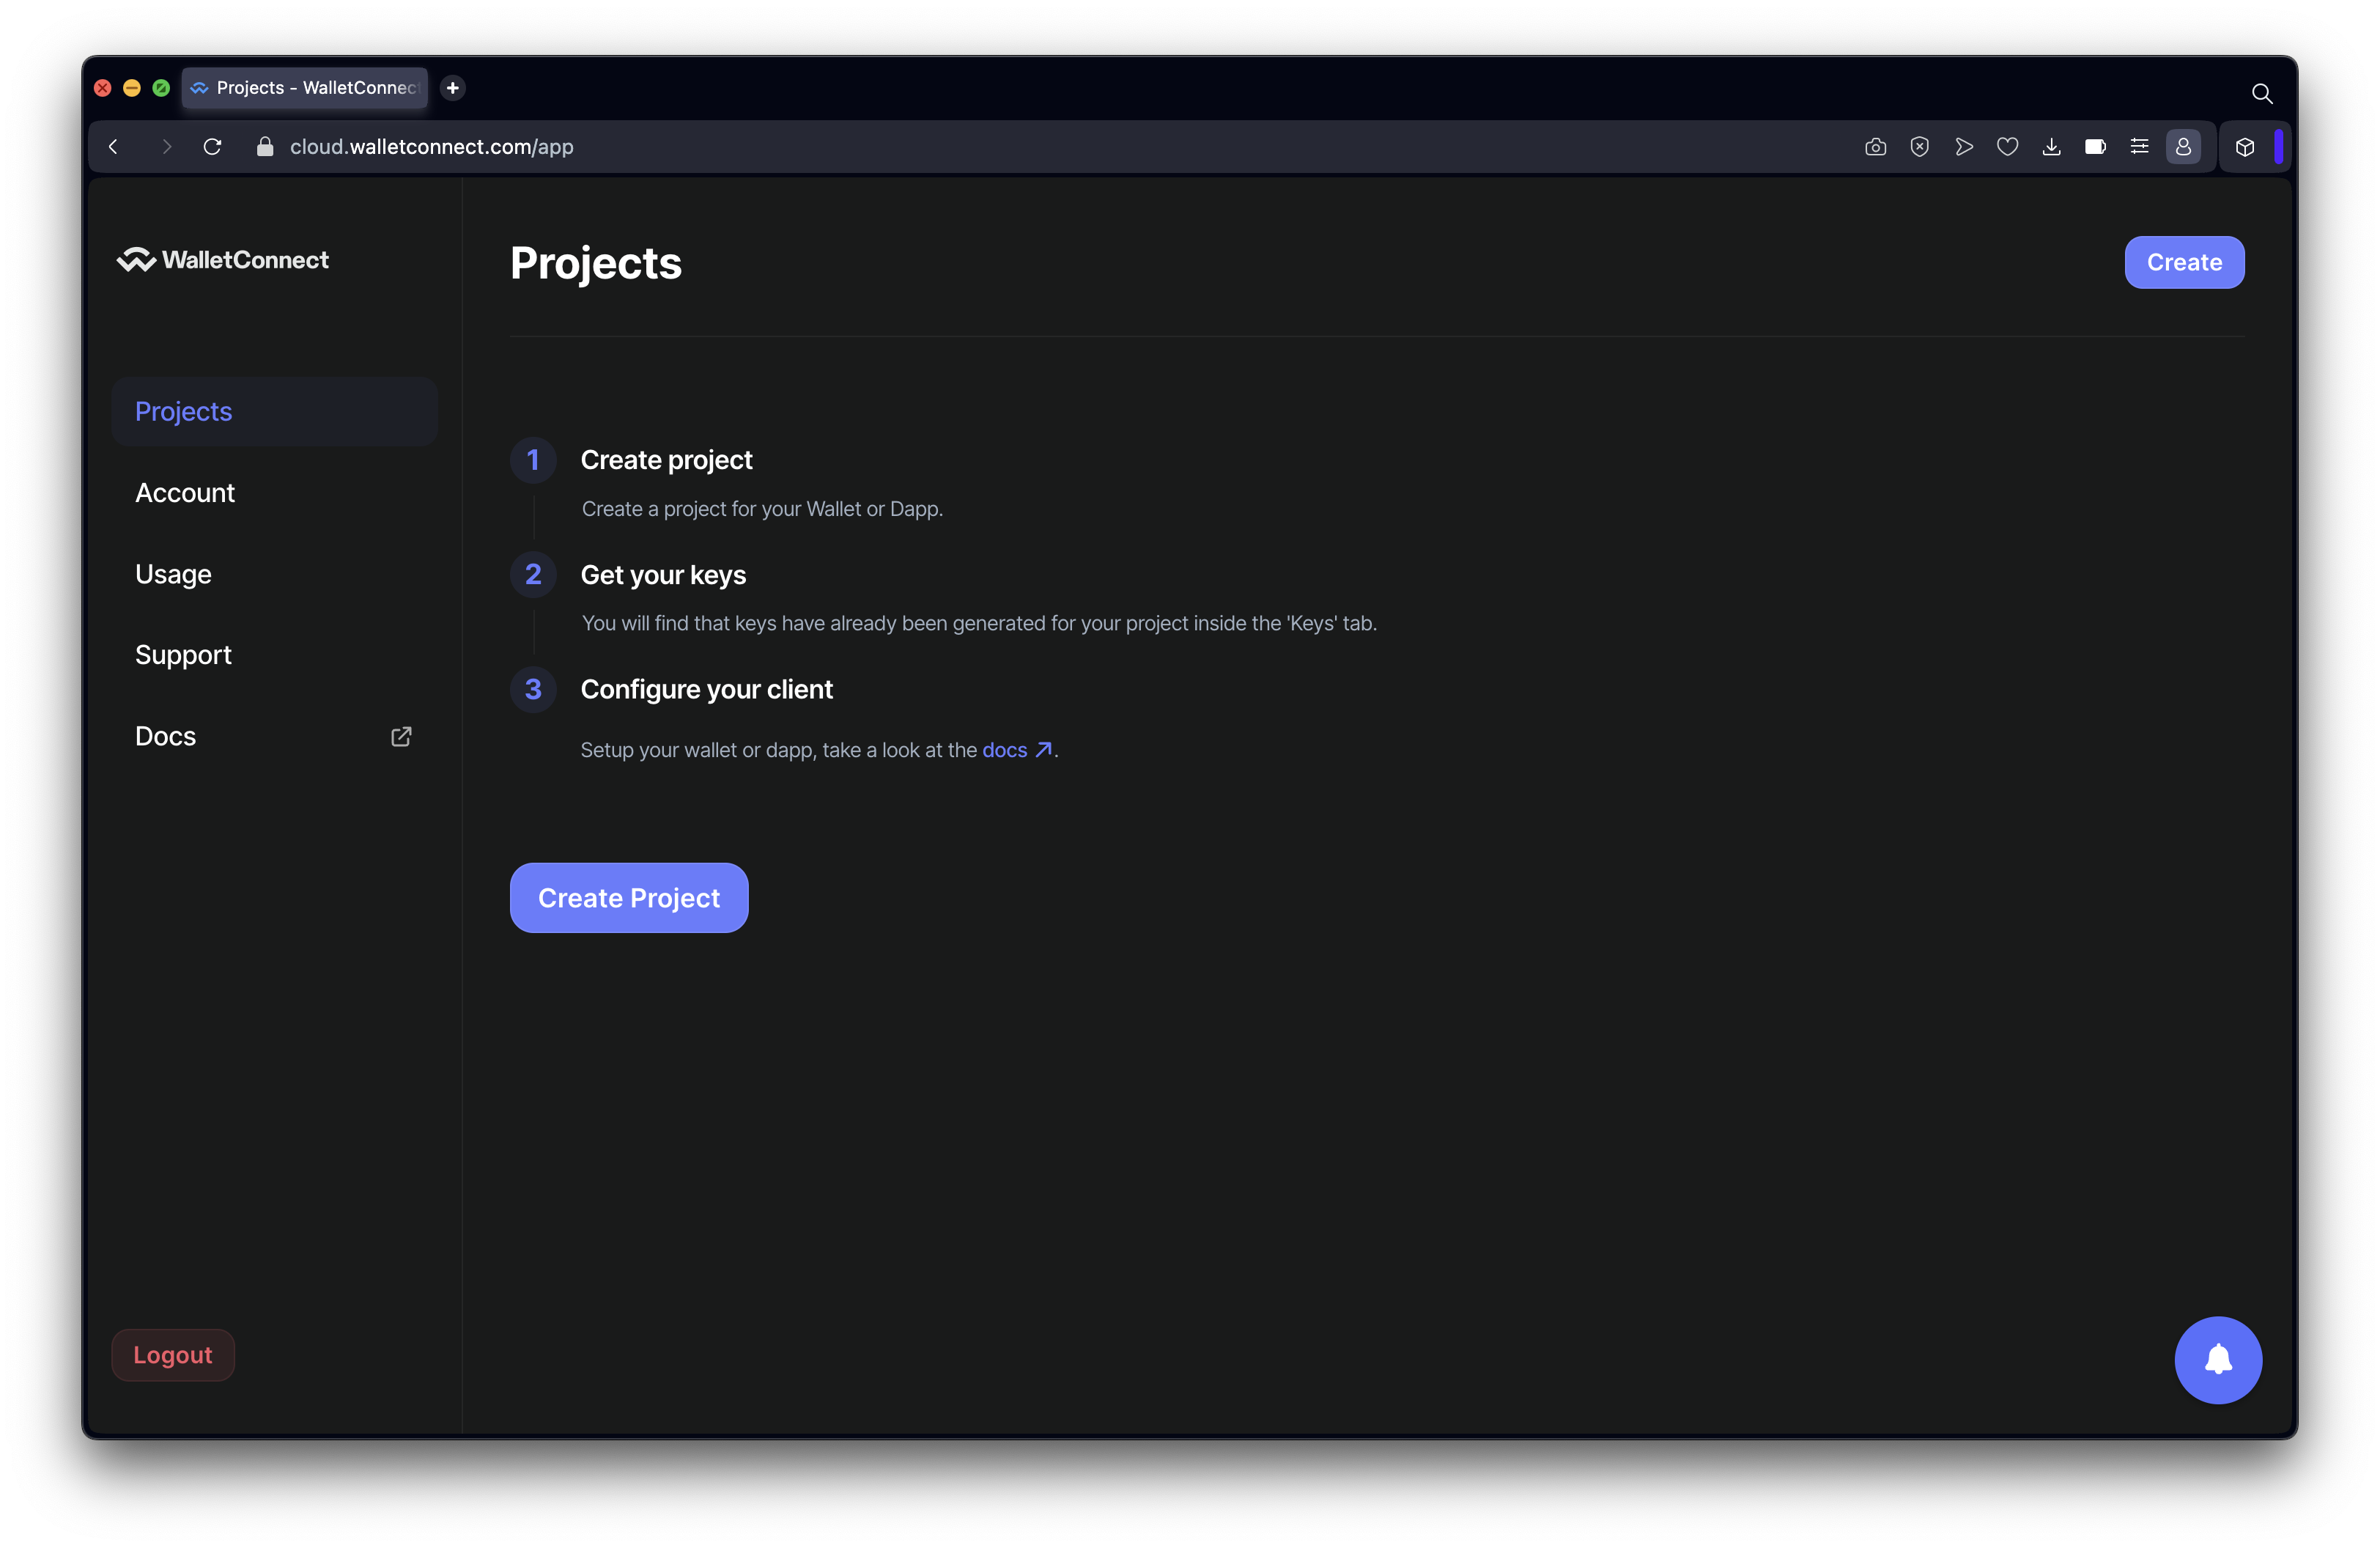 Projects - WalletConnect
cloud.walletconnect.com/app
WalletConnect
Projects
Account
Usage
Support
Docs
Logout
Projects
Create
1
Create project
Create a project for your Wallet or Dapp.
2
Get your keys
You will find that keys have already been generated for your project inside the 'Keys' tab.
3
Configure your client
Setup your wallet or dapp, take a look at the docs ↗.
Create Project